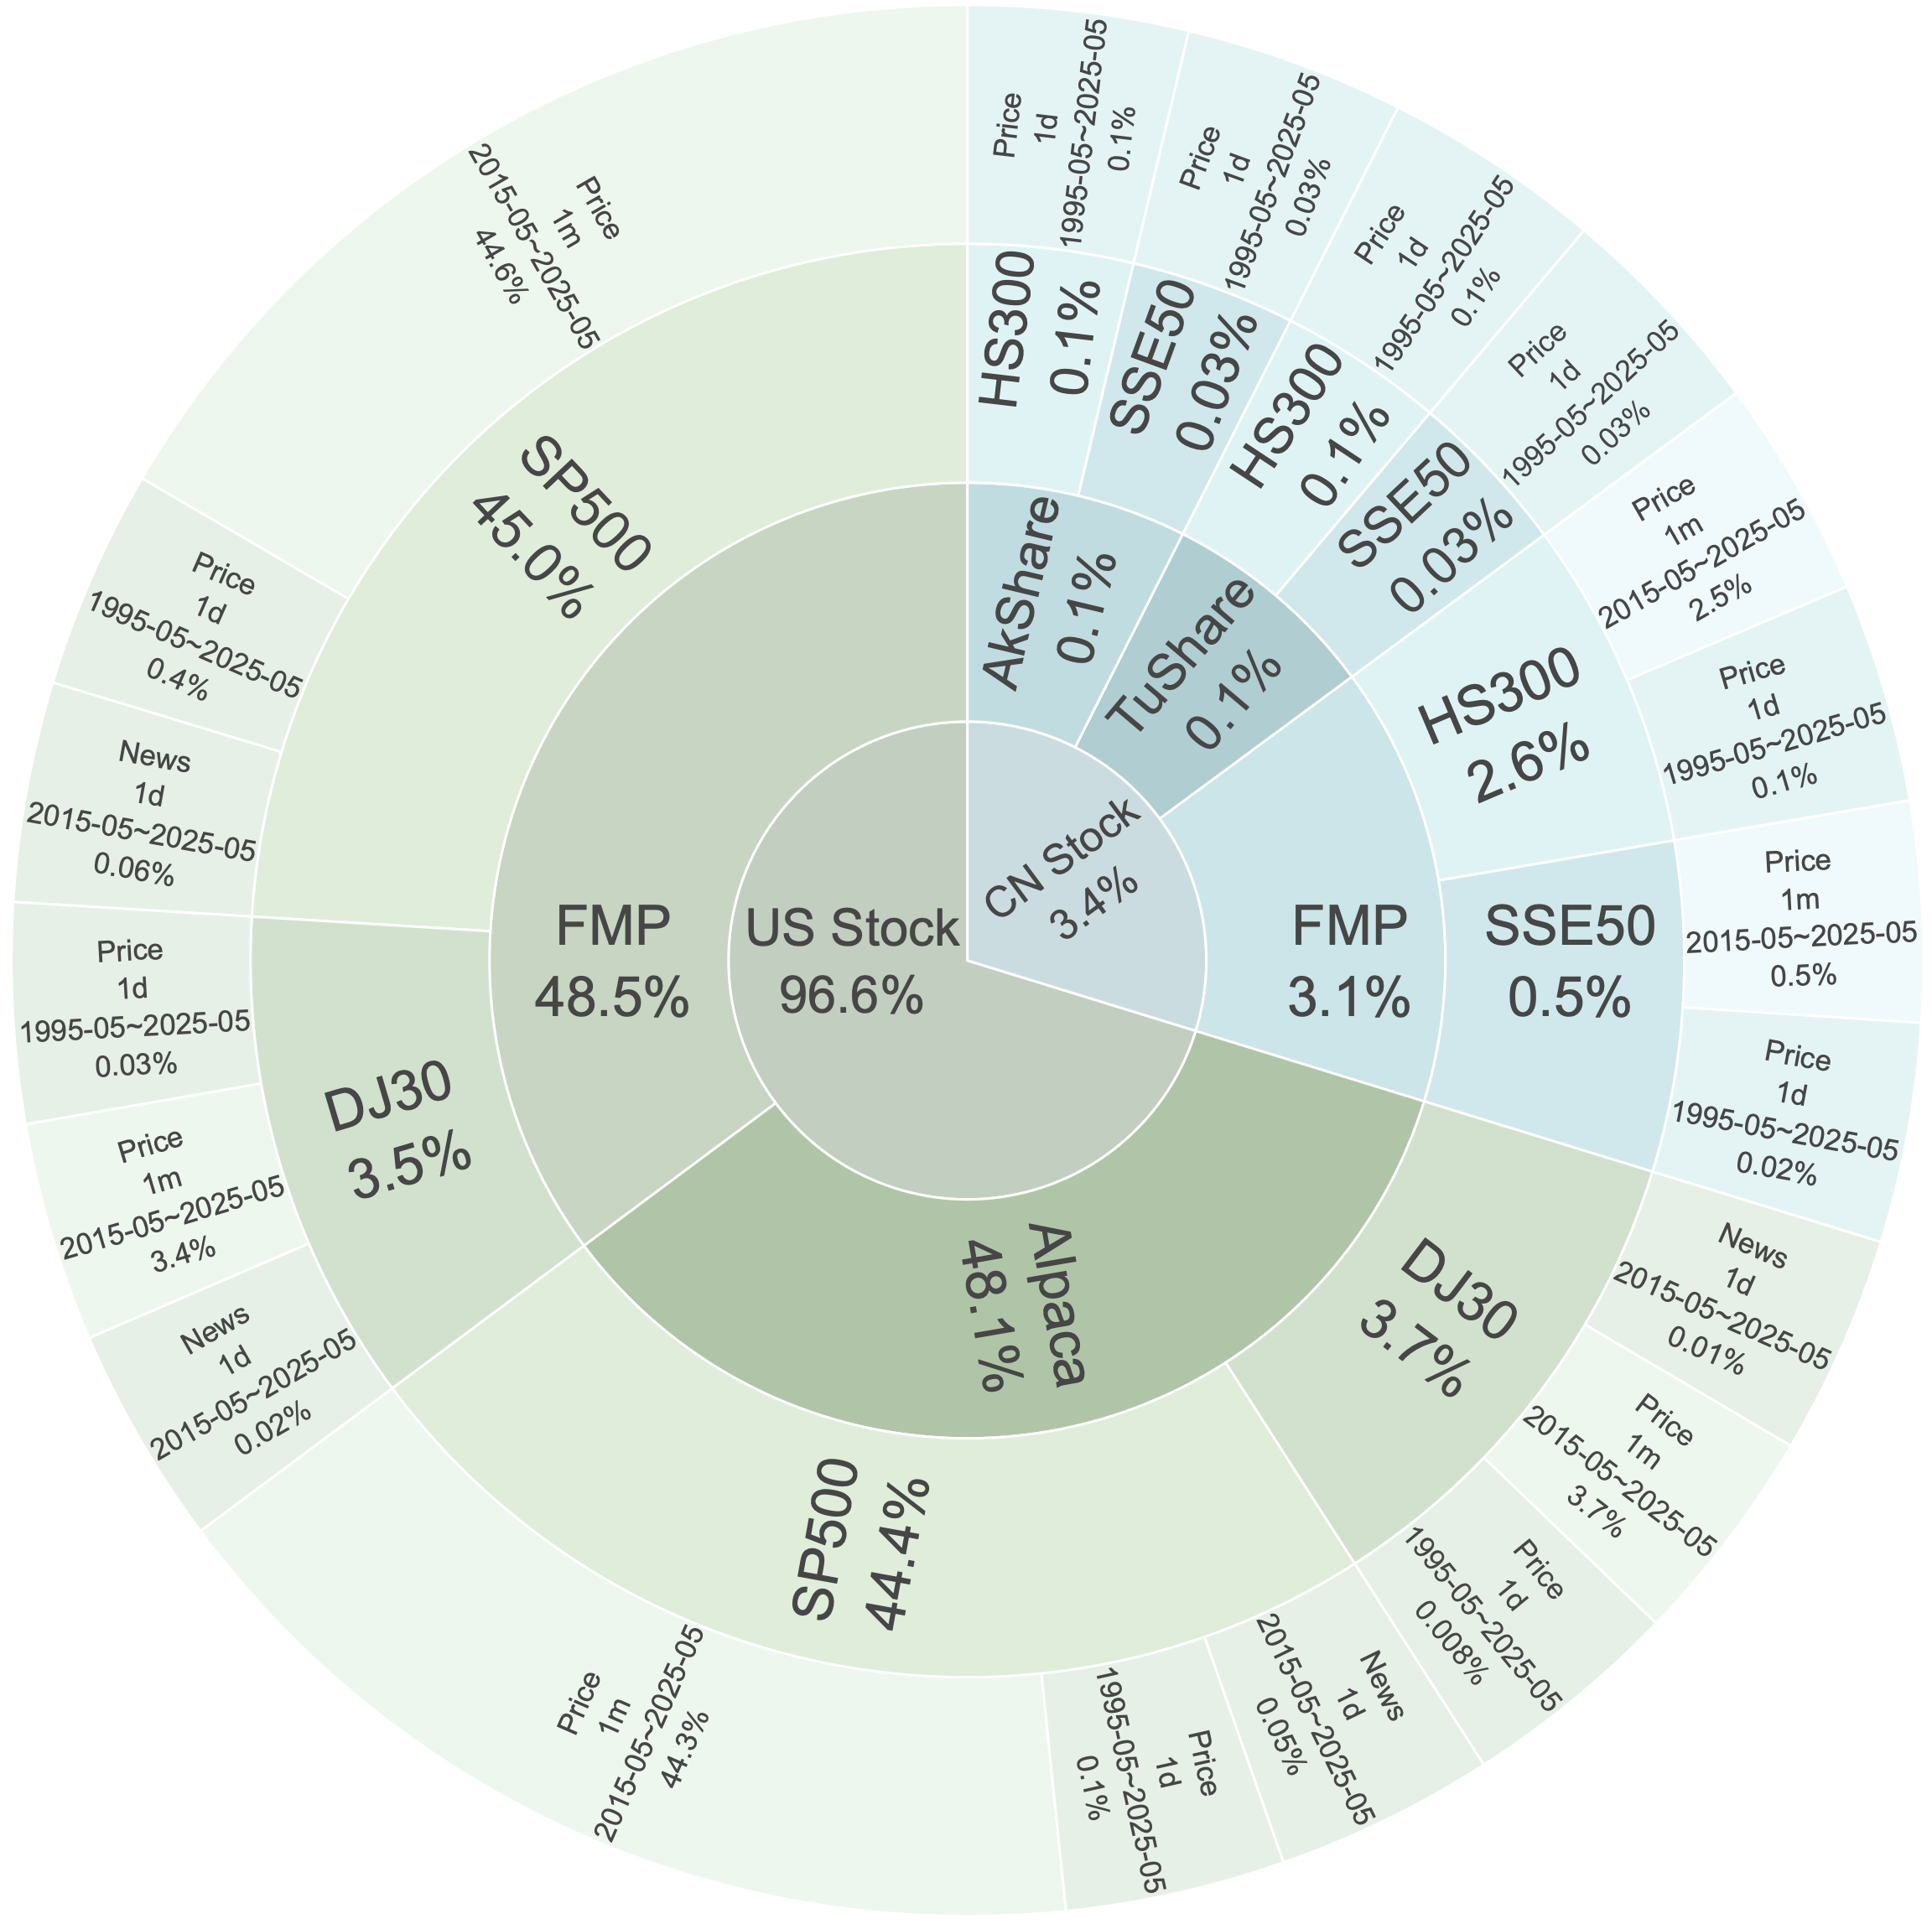 US Stock
96.6%
CN Stock
3.4%
AkShare
0.1%
TuShare
0.1%
FMP
3.1%
Alpaca
48.1%
FMP
48.5%
HS300
0.1%
SSE50
0.03%
HS300
0.1%
SSE50
0.03%
HS300
2.6%
SSE50
0.5%
DJ30
3.7%
SP500
44.4%
DJ30
3.5%
SP500
45.0%
Price
1d
1995-05~2025-05
0.1%
Price
1d
1995-05~2025-05
0.03%
Price
1d
1995-05~2025-05
0.1%
Price
1d
1995-05~2025-05
0.03%
Price
1m
2015-05~2025-05
2.5%
Price
1d
1995-05~2025-05
0.1%
Price
1m
2015-05~2025-05
0.5%
Price
1d
1995-05~2025-05
0.02%
News
1d
2015-05~2025-05
0.01%
Price
1m
2015-05~2025-05
3.7%
Price
1d
1995-05~2025-05
0.008%
News
1d
2015-05~2025-05
0.05%
Price
1d
1995-05~2025-05
0.1%
Price
1m
2015-05~2025-05
44.3%
News
1d
2015-05~2025-05
0.02%
Price
1m
2015-05~2025-05
3.4%
Price
1d
1995-05~2025-05
0.03%
News
1d
2015-05~2025-05
0.06%
Price
1d
1995-05~2025-05
0.4%
Price
1m
2015-05~2025-05
44.6%